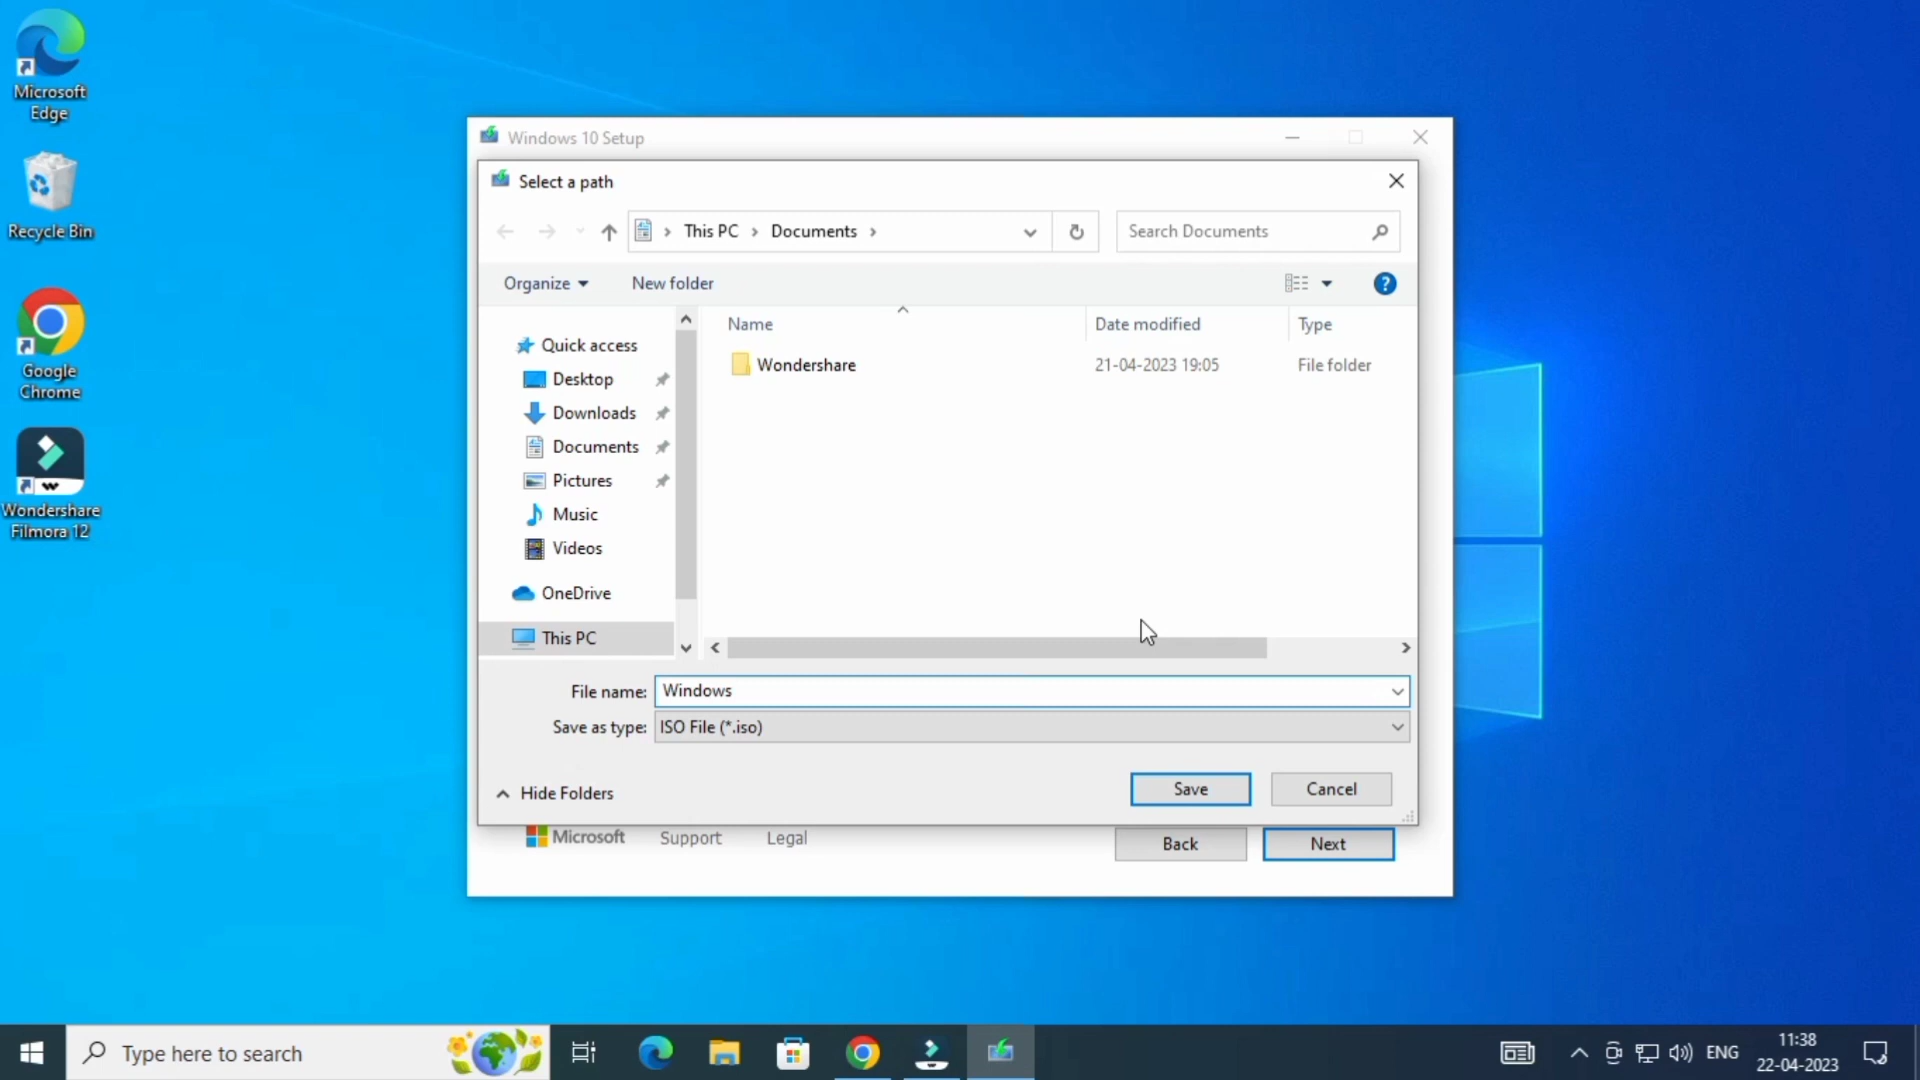 Microsoft
Edge
Recycle Bin
Google
Chrome
Wondershare
Filmora 12
Windows 10 Setup
Select a path
This PC
Documents
Search Documents
Organize
New folder
Name
Date modified
Type
Quick access
Desktop
Downloads
Documents
Pictures
Music
Videos
OneDrive
This PC
Wondershare
21-04-2023 19:05
File folder
File name:
Windows
Save as type:
ISO File (*.iso)
Hide Folders
Save
Cancel
Microsoft
Support
Legal
Back
Next
Type here to search
ENG
11:38
22-04-2023